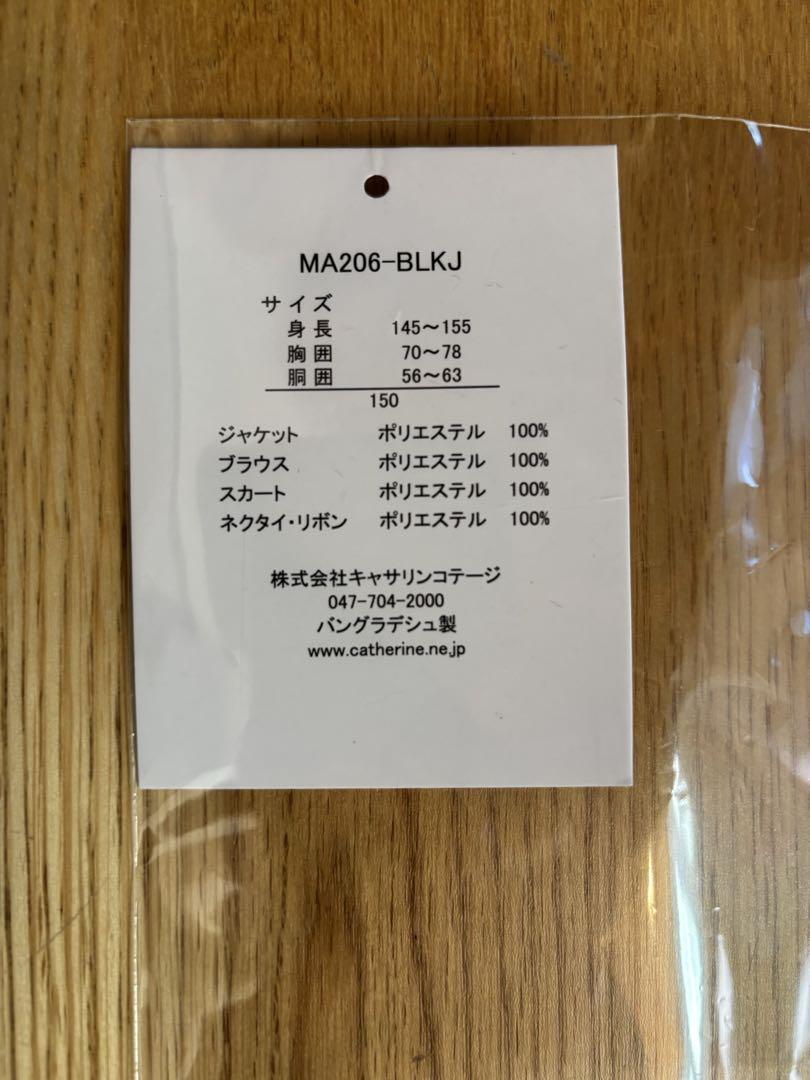 MA206-BLKJ
サイズ
身長 145～155
胸囲 70～78
胴囲 56～63
150
ジャケット ポリエステル 100%
ブラウス ポリエステル 100%
スカート ポリエステル 100%
ネクタイ・リボン ポリエステル 100%
株式会社キャサリンコテージ
047-704-2000
バングラデシュ製
www.catherine.ne.jp